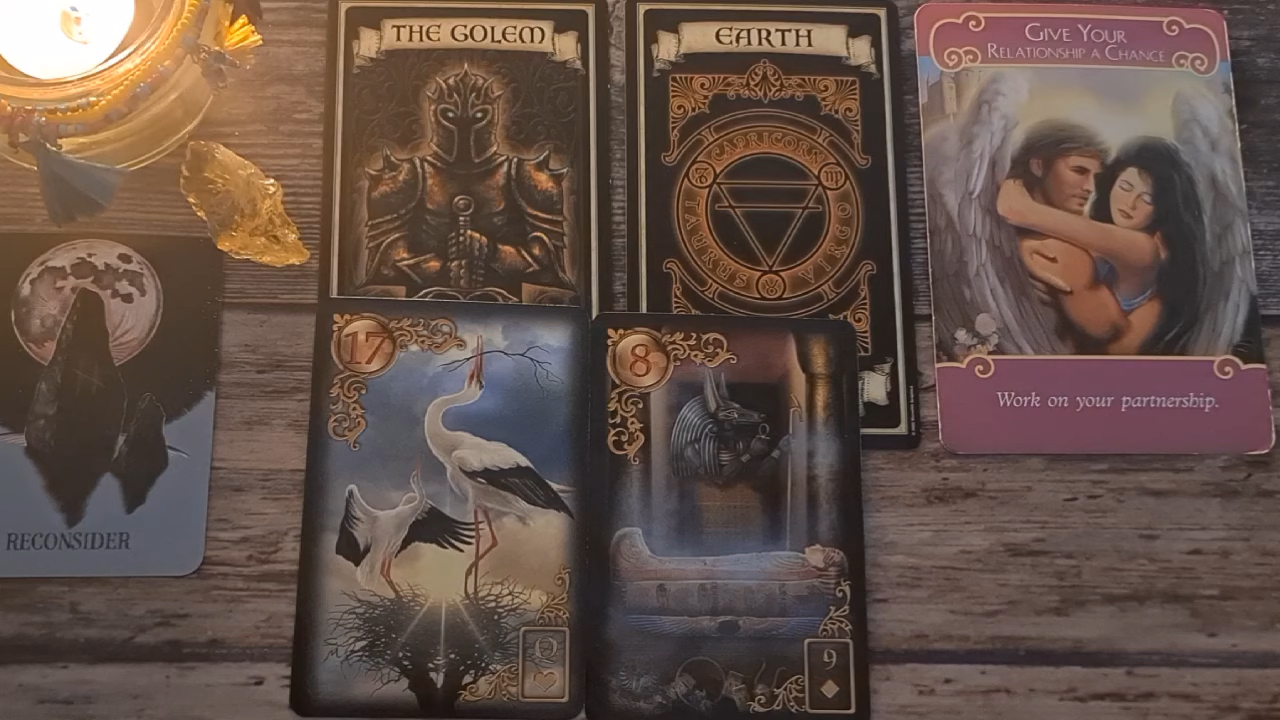 THE GOLEM
EARTH
CAPRICORN
TAURUS
VIRGO
GIVE YOUR
RELATIONSHIP A CHANCE
Work on your partnership.
RECONSIDER
17
8
Q
9